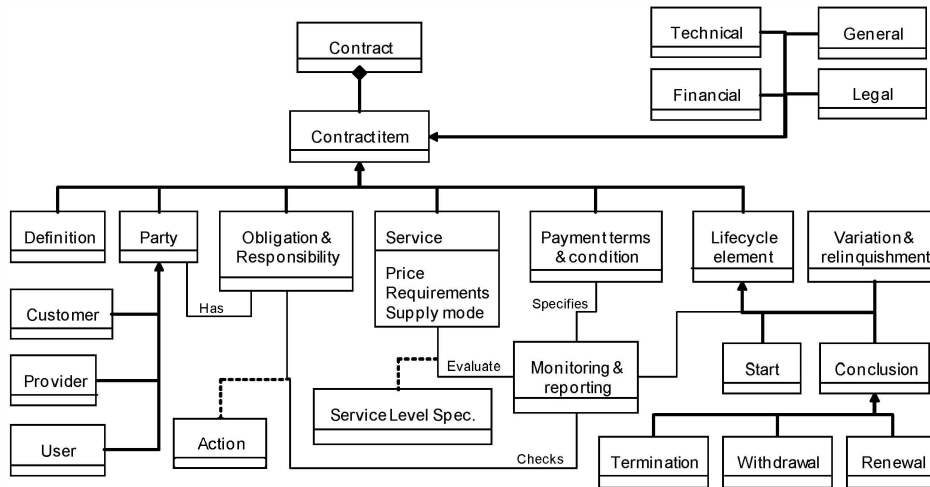 Contract
Technical
General
Financial
Legal
Contractitem
Definition
Party
Obligation &
Responsibility
Service
Price
Requirements
Supply mode
Payment terms
& condition
Lifecycle
element
Variation &
relinquishment
Has
Specifies
Customer
Provider
User
Evaluate
Monitoring &
reporting
Start
Conclusion
Action
Service Level Spec.
Checks
Termination
Withdrawal
Renewal